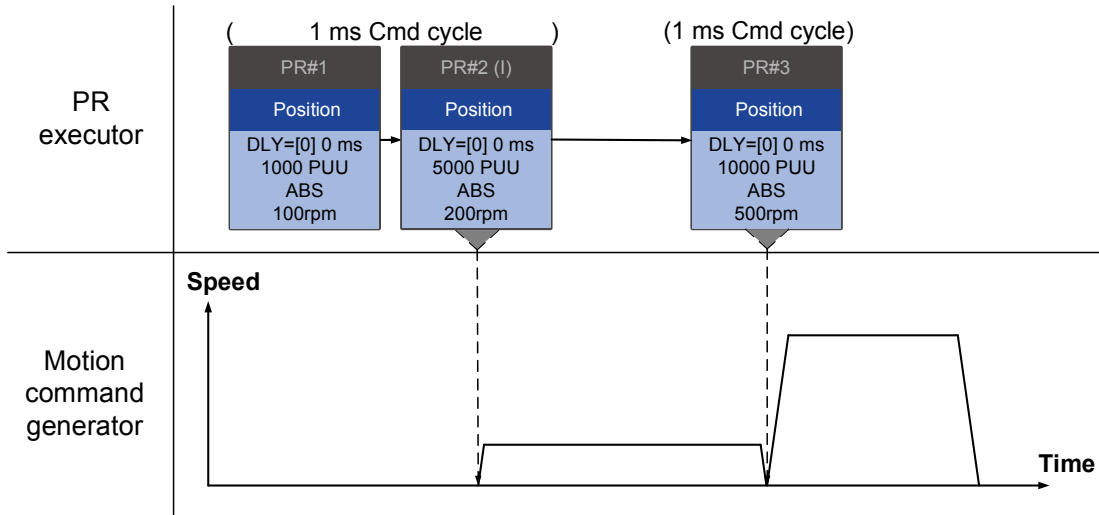 ( 1 ms Cmd cycle )
(1 ms Cmd cycle)
PR
executor
PR#1
Position
DLY=[0] 0 ms
1000 PUU
ABS
100rpm
PR#2 (I)
Position
DLY=[0] 0 ms
5000 PUU
ABS
200rpm
PR#3
Position
DLY=[0] 0 ms
10000 PUU
ABS
500rpm
Motion
command
generator
Speed
Time